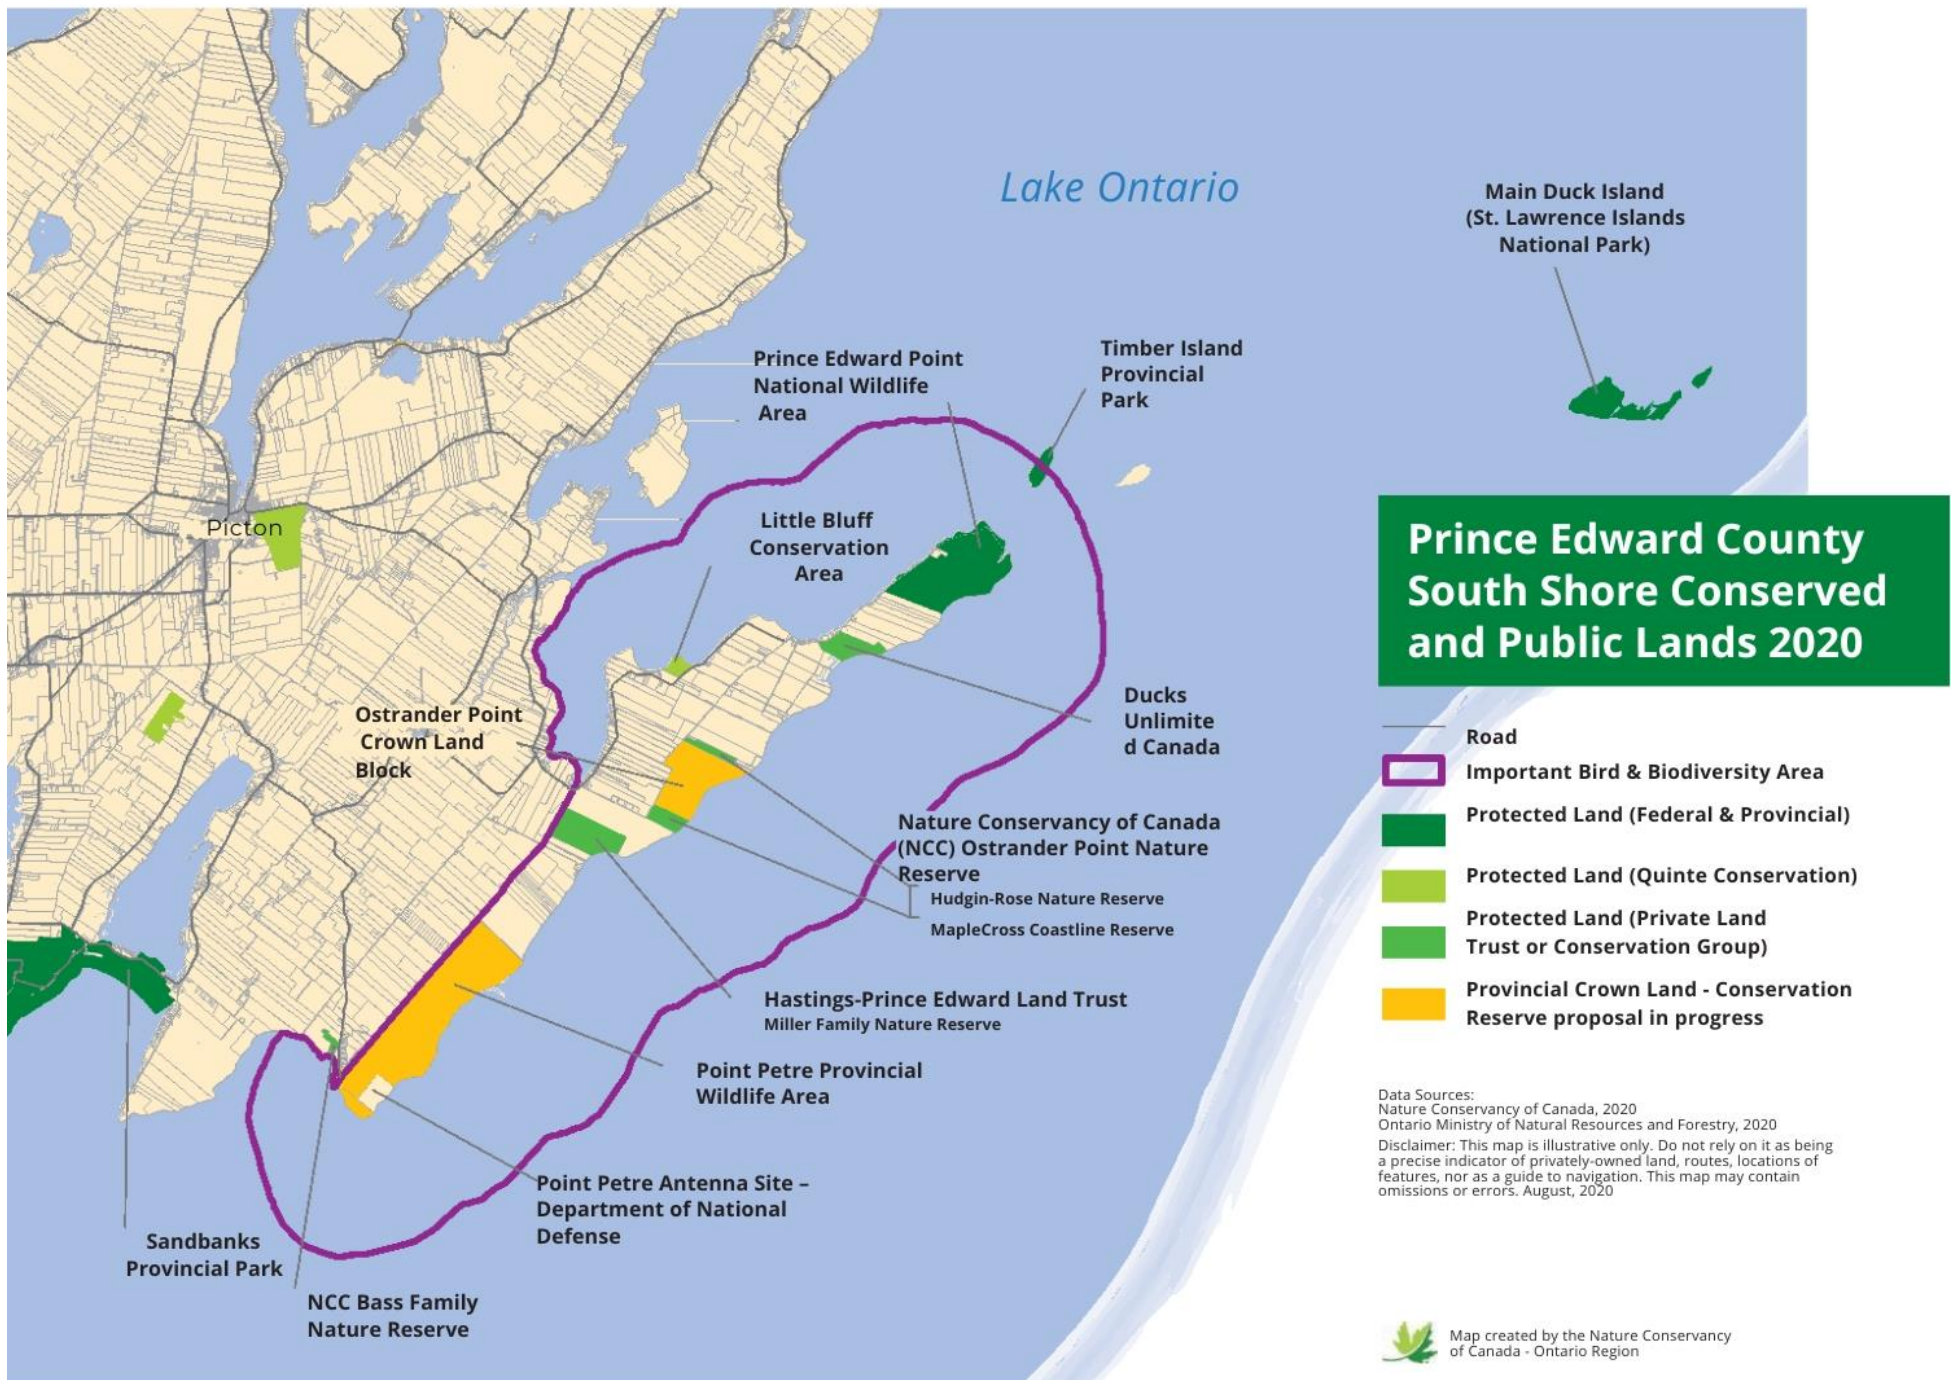 Lake Ontario
Main Duck Island
(St. Lawrence Islands
National Park)
Timber Island
Provincial
Park
Prince Edward Point
National Wildlife
Area
Picton
Little Bluff
Conservation
Area
Ostrander Point
Crown Land
Block
Ducks
Unlimite
d Canada
Nature Conservancy of Canada
(NCC) Ostrander Point Nature
Reserve
Hudgin-Rose Nature Reserve
MapleCross Coastline Reserve
Hastings-Prince Edward Land Trust
Miller Family Nature Reserve
Point Petre Provincial
Wildlife Area
Point Petre Antenna Site –
Department of National
Defense
Sandbanks
Provincial Park
NCC Bass Family
Nature Reserve
Prince Edward County
South Shore Conserved
and Public Lands 2020
Road
Important Bird & Biodiversity Area
Protected Land (Federal & Provincial)
Protected Land (Quinte Conservation)
Protected Land (Private Land
Trust or Conservation Group)
Provincial Crown Land - Conservation
Reserve proposal in progress
Data Sources:
Nature Conservancy of Canada, 2020
Ontario Ministry of Natural Resources and Forestry, 2020
Disclaimer: This map is illustrative only. Do not rely on it as being
a precise indicator of privately-owned land, routes, locations of
features, nor as a guide to navigation. This map may contain
omissions or errors. August, 2020
Map created by the Nature Conservancy
of Canada - Ontario Region